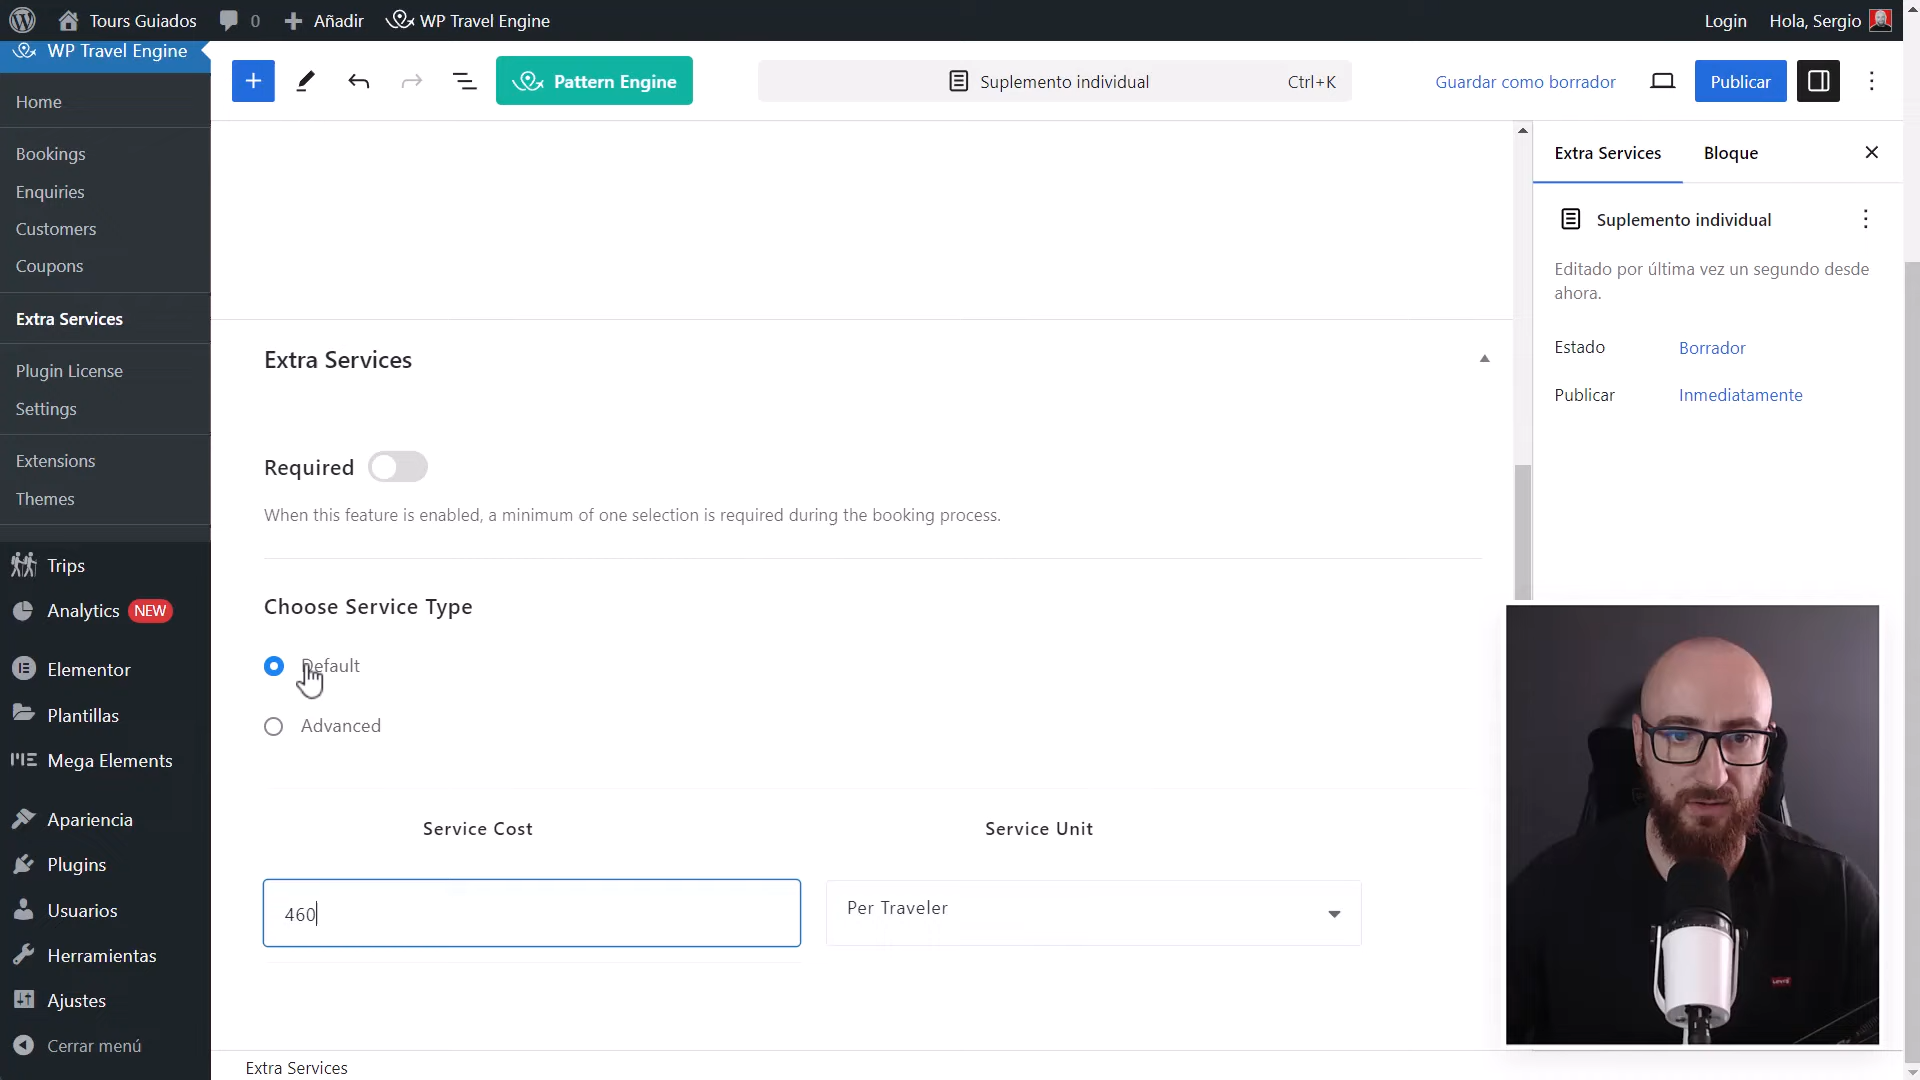 Tours Guiados
0
Añadir
WP Travel Engine
Login
Hola, Sergio
WP Travel Engine
Home
Bookings
Enquiries
Customers
Coupons
Extra Services
Plugin License
Settings
Extensions
Themes
Trips
Analytics NEW
Elementor
Plantillas
Mega Elements
Apariencia
Plugins
Usuarios
Herramientas
Ajustes
Cerrar menú
Pattern Engine
Suplemento individual
Ctrl+K
Guardar como borrador
Publicar
Extra Services
Required
When this feature is enabled, a minimum of one selection is required during the booking process.
Choose Service Type
Default
Advanced
Service Cost
Service Unit
460
Per Traveler
Extra Services
Extra Services
Bloque
Suplemento individual
Editado por última vez un segundo desde
ahora.
Estado
Borrador
Publicar
Inmediatamente